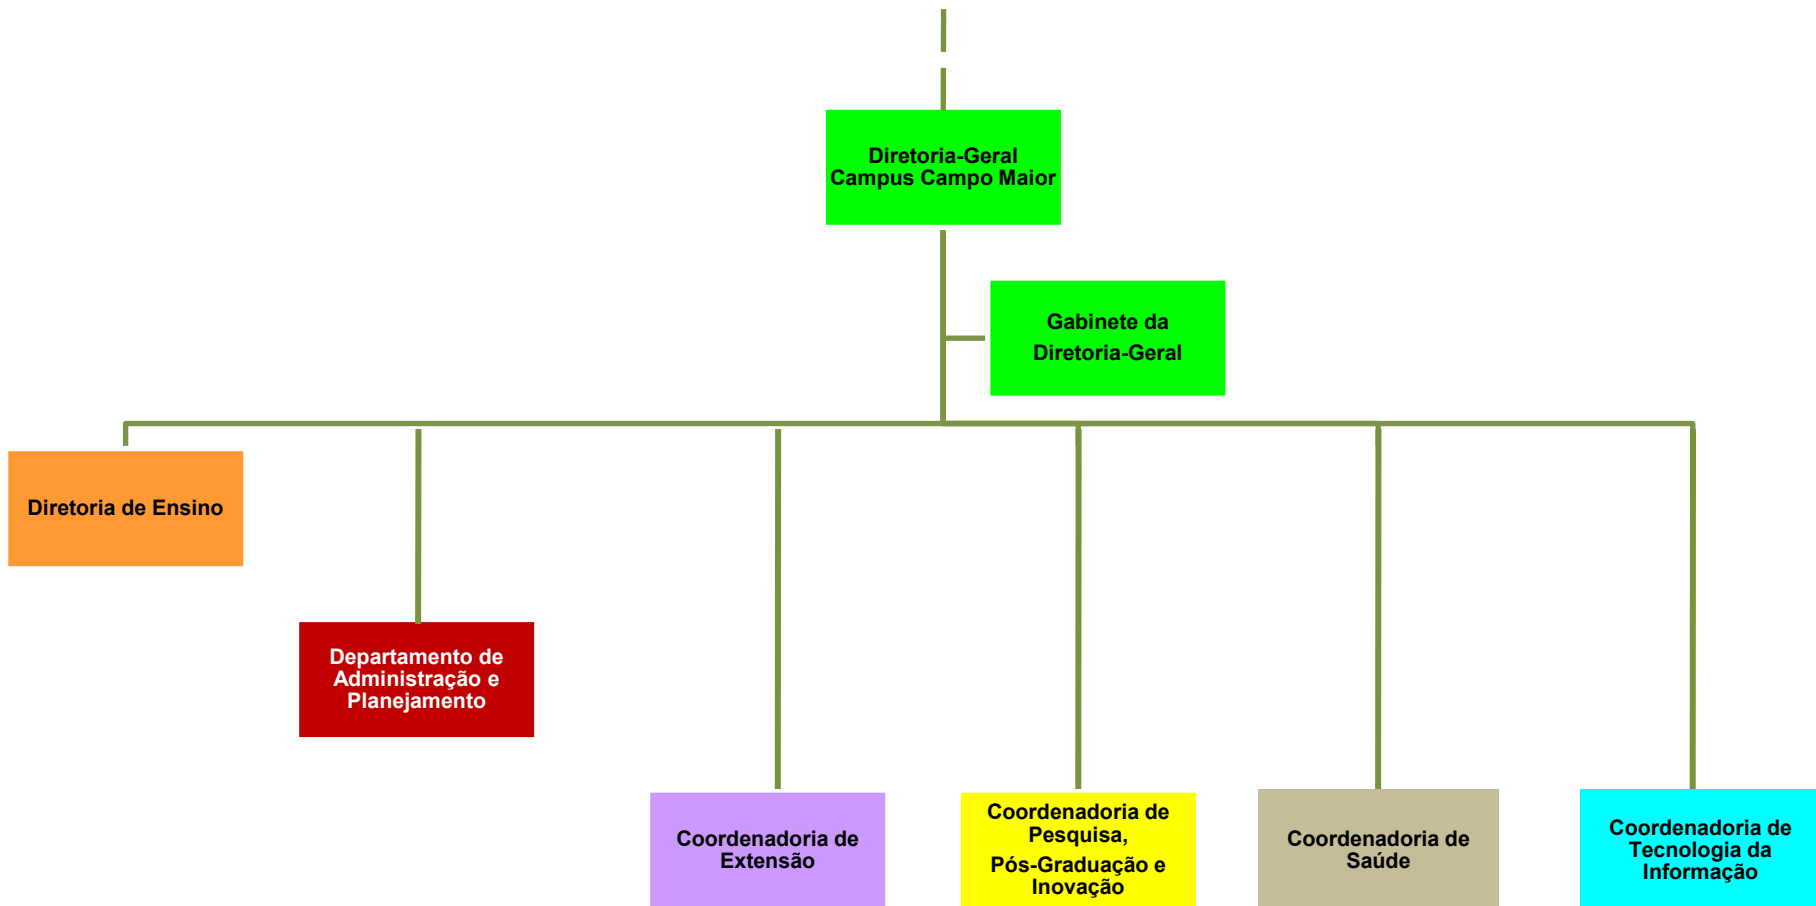 Diretoria-Geral
Campus Campo Maior
Gabinete da
Diretoria-Geral
Diretoria de Ensino
Departamento de
Administração e
Planejamento
Coordenadoria de
Extensão
Coordenadoria de
Pesquisa,
Pós-Graduação e
Inovação
Coordenadoria de
Saúde
Coordenadoria de
Tecnologia da
Informação